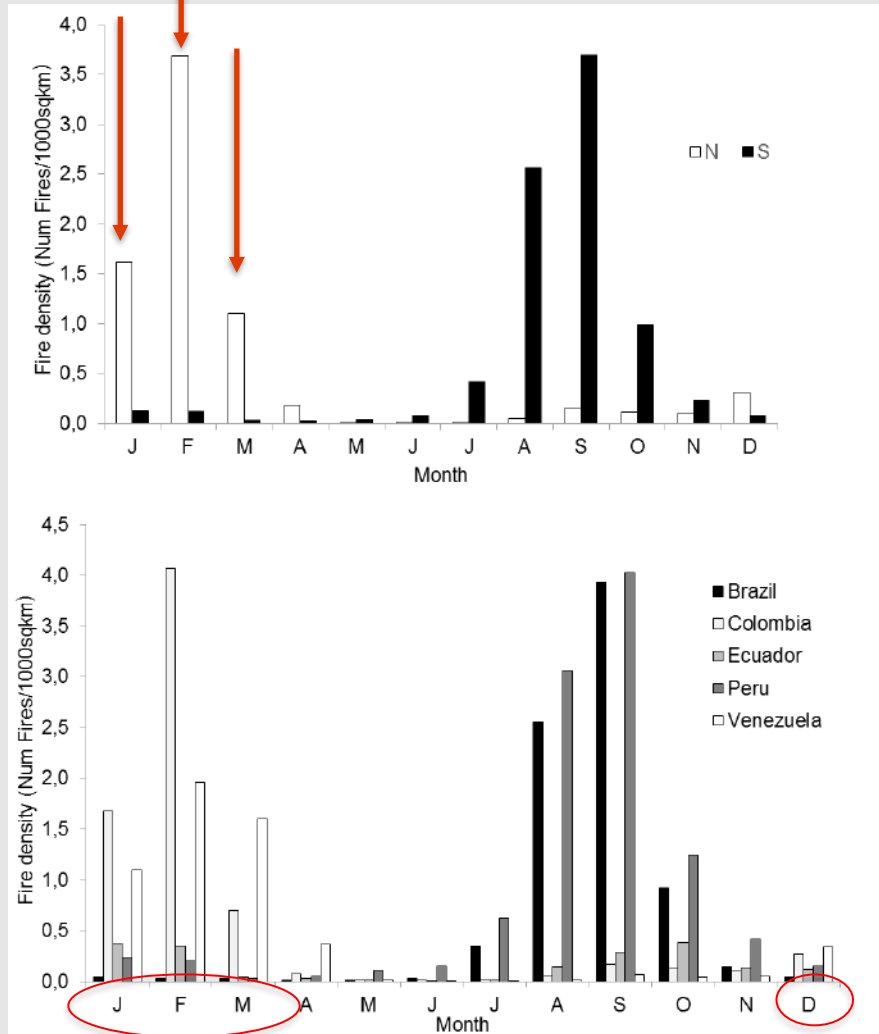 4,0
3,5
3,0
2,5
2,0
1,5
1,0
0,5
0,0
Fire density (Num Fires/1000sqkm)
N S
J F M A M J J A S O N D
Month
4,5
4,0
3,5
3,0
2,5
2,0
1,5
1,0
0,5
0,0
Fire density (Num Fires/1000sqkm)
Brazil
Colombia
Ecuador
Peru
Venezuela
J F M A M J J A S O N D
Month